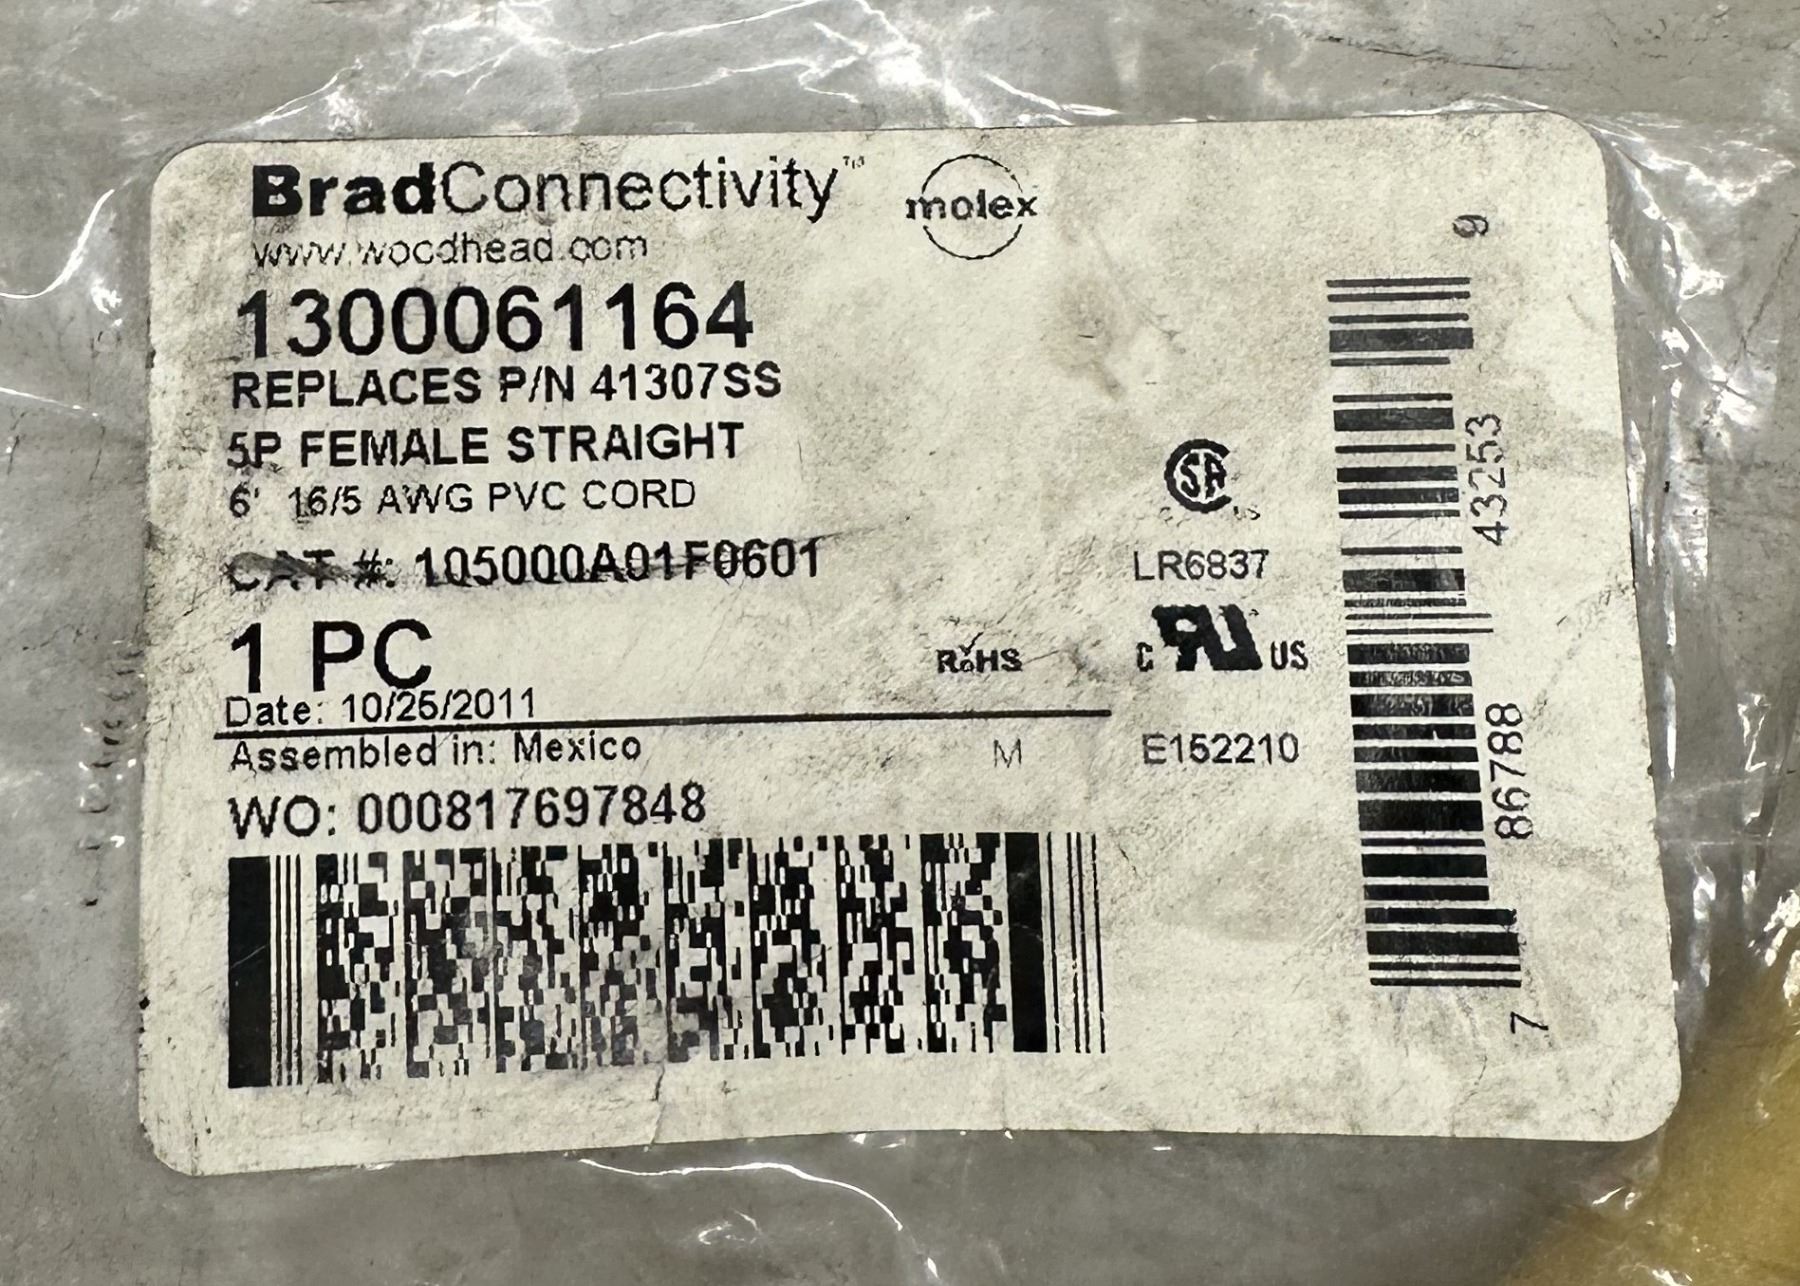 BradConnectivity™
molex
www.woodhead.com
1300061164
REPLACES P/N 41307SS
5P FEMALE STRAIGHT
6' 16/5 AWG PVC CORD
CAT #: 105000A01F0601
1 PC
RoHS
Date: 10/25/2011
Assembled in: Mexico
M
WO: 000817697848
LR6837
C US
E152210
7 86788 43253 9